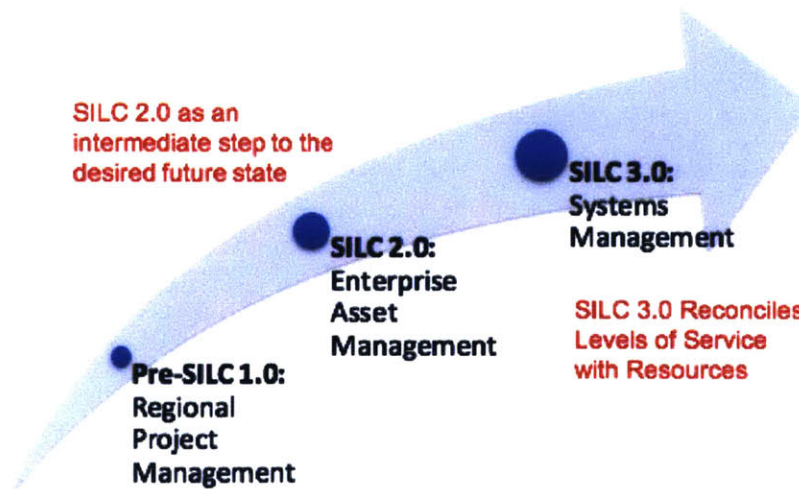 SILC 2.0 as an
intermediate step to the
desired future state
SILC 3.0:
Systems
Management
SILC 2.0:
Enterprise
Asset
Management
SILC 3.0 Reconciles
Levels of Service
with Resources
Pre-SILC 1.0:
Regional
Project
Management